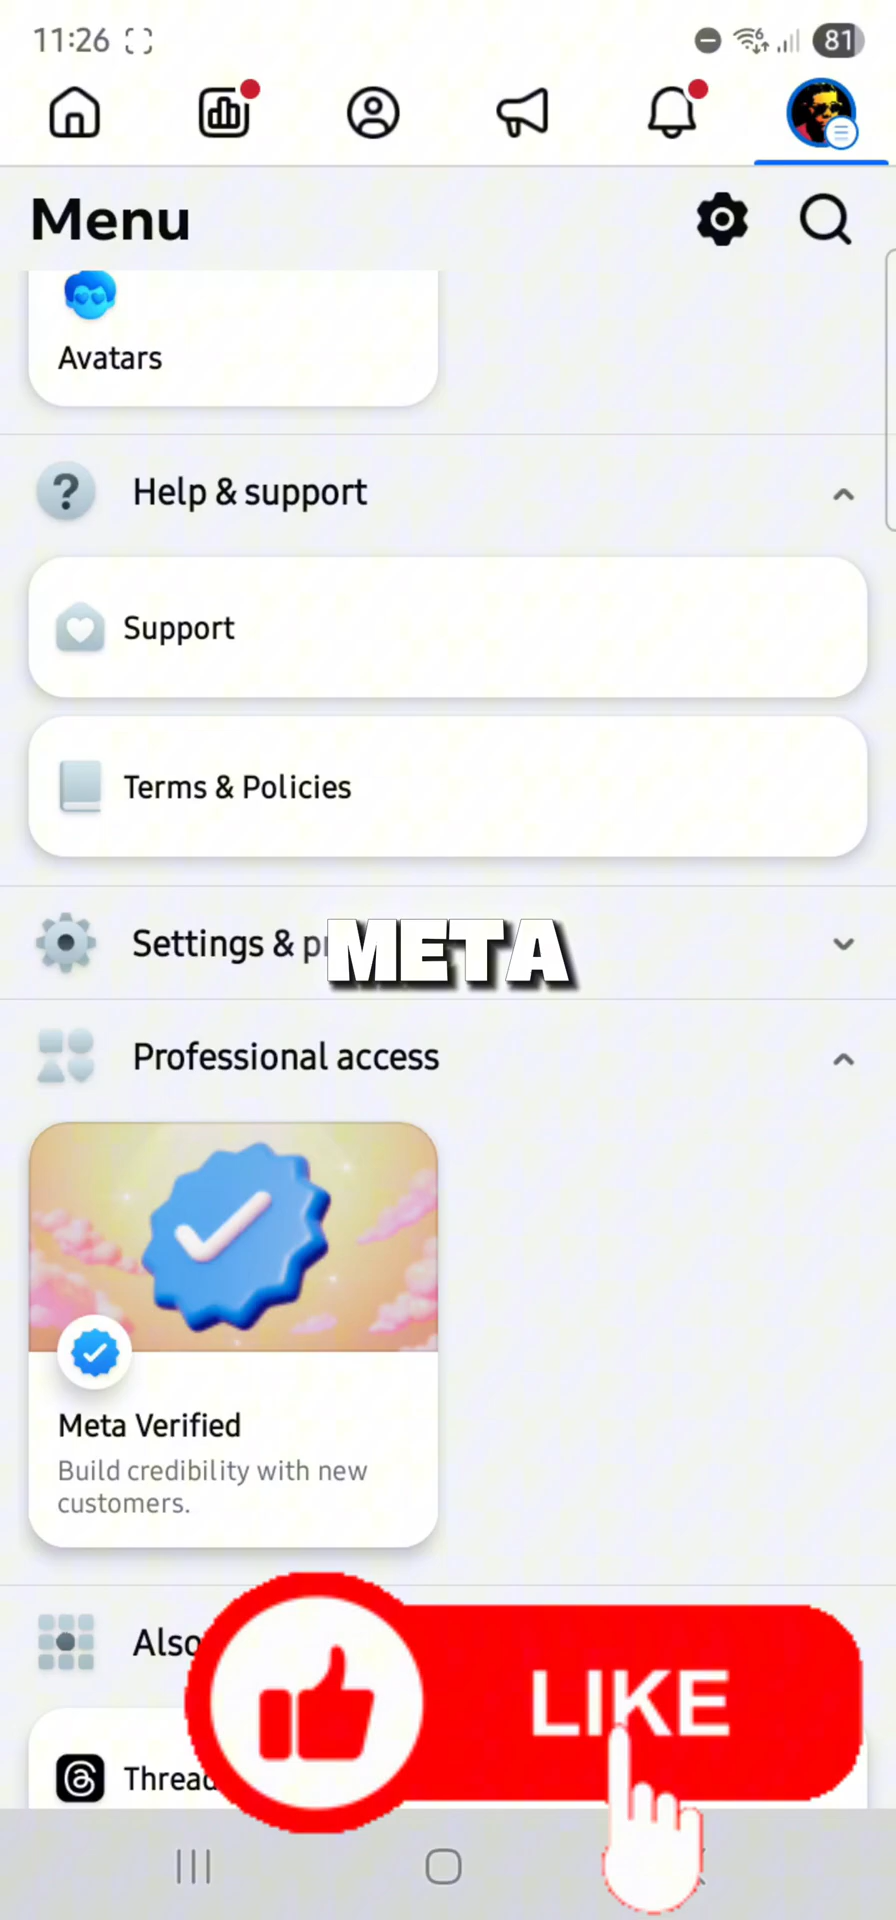 11:26
81
Menu
Avatars
Help & support
Support
Terms & Policies
Settings &
META
Professional access
Meta Verified
Build credibility with new
customers.
Also
LIKE
Thread